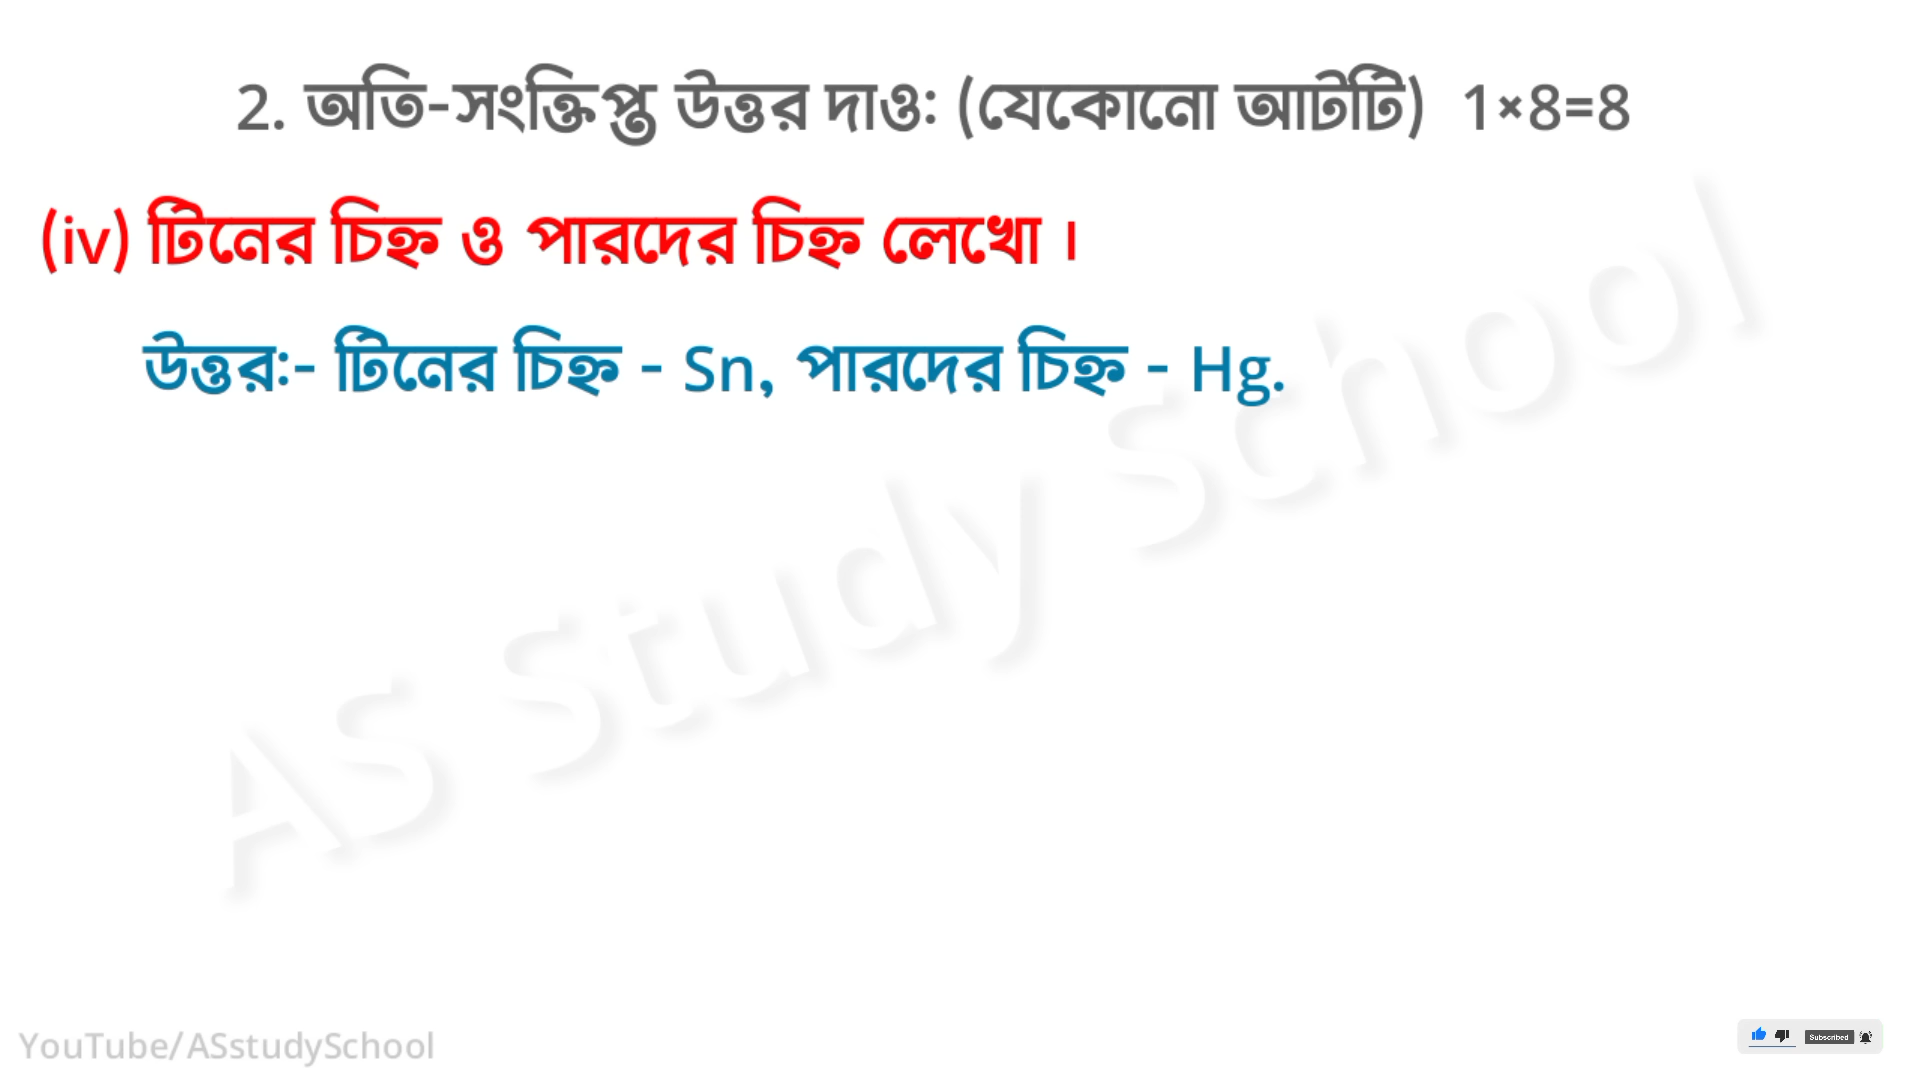 2. অতি-সংক্তিপ্ত উত্তর দাওঃ (যেকোনো আটটি) 1×8=8
(iv) টিনের চিহ্ন ও পারদের চিহ্ন লেখো ।
উত্তরঃ- টিনের চিহ্ন - Sn, পারদের চিহ্ন - Hg.
AS Study School
YouTube/ASstudySchool
Subscribed